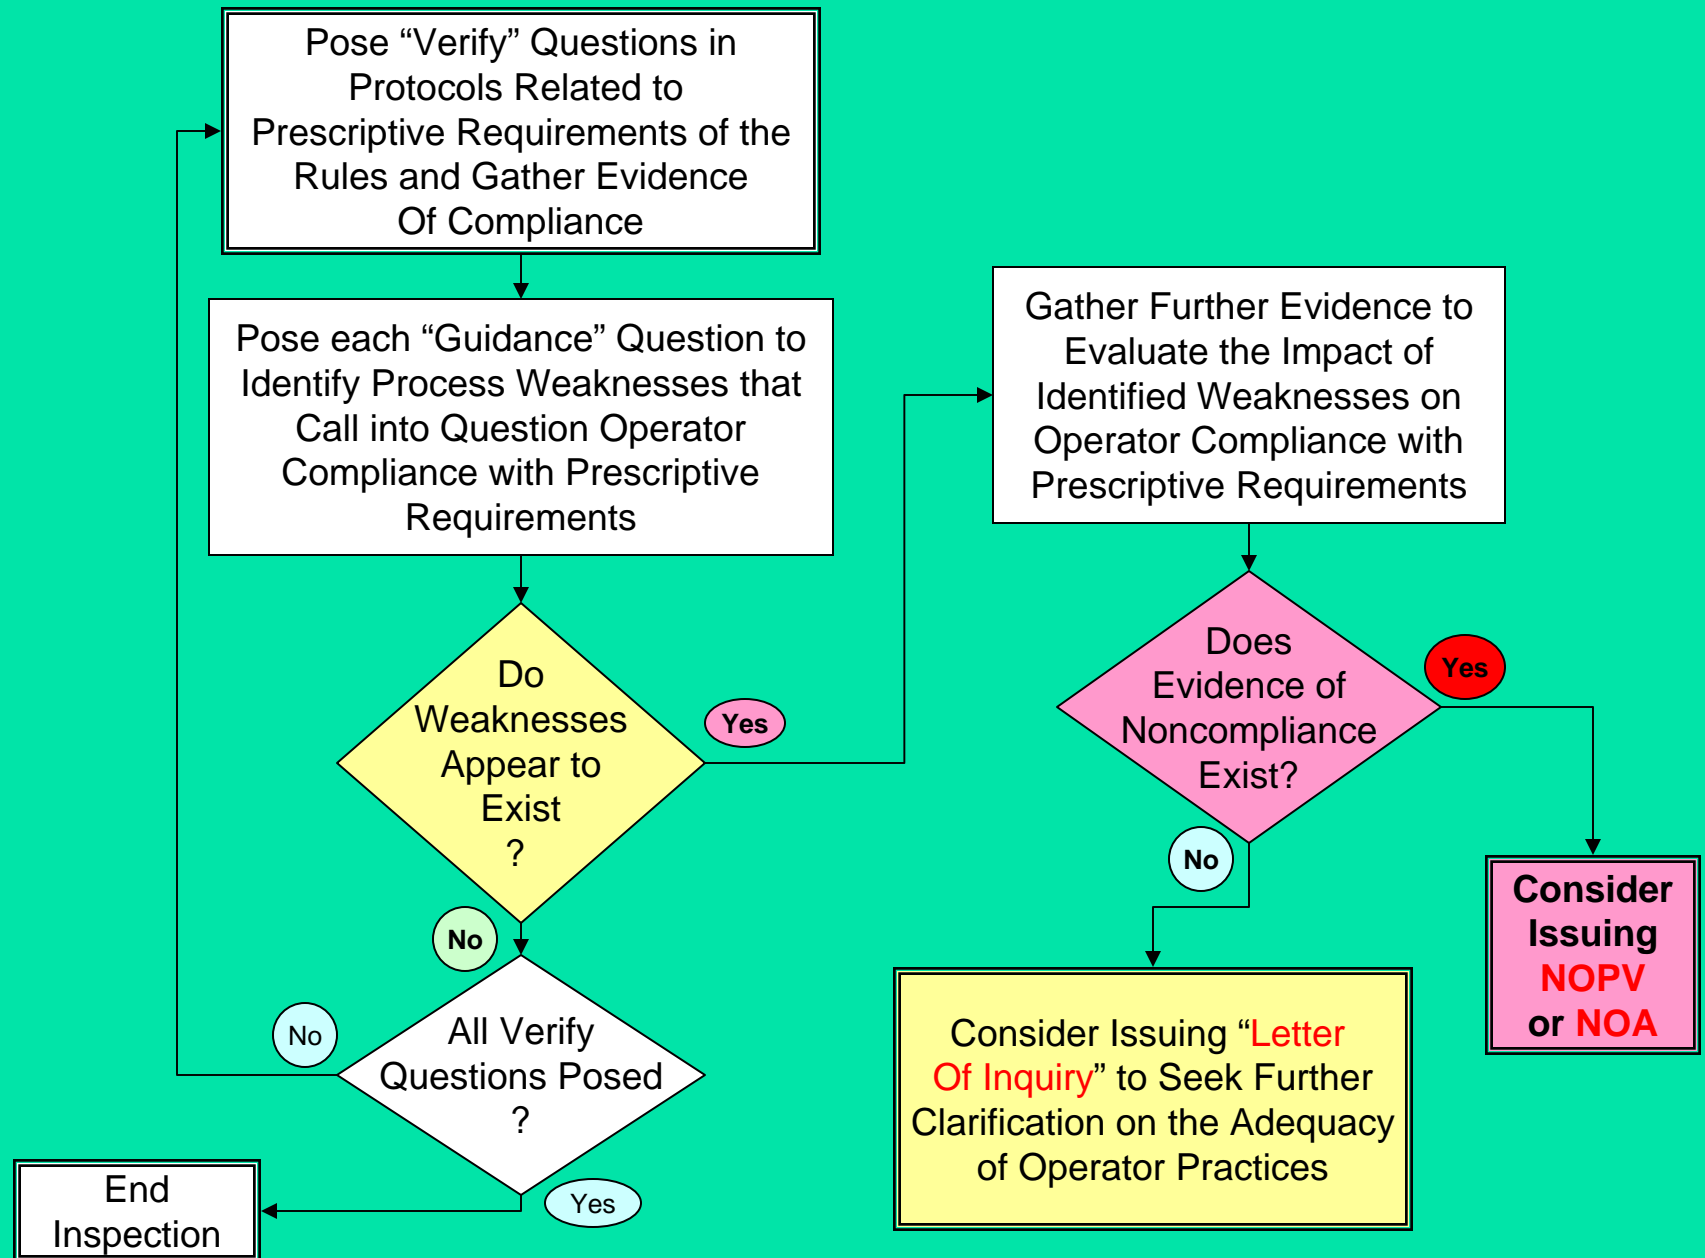 Pose “Verify” Questions in
Protocols Related to
Prescriptive Requirements of the
Rules and Gather Evidence
Of Compliance
Pose each “Guidance” Question to
Identify Process Weaknesses that
Call into Question Operator
Compliance with Prescriptive
Requirements
Do
Weaknesses
Appear to
Exist
?
Yes
No
All Verify
Questions Posed
?
No
Yes
End
Inspection
Gather Further Evidence to
Evaluate the Impact of
Identified Weaknesses on
Operator Compliance with
Prescriptive Requirements
Does
Evidence of
Noncompliance
Exist?
Yes
No
Consider
Issuing
NOPV
or NOA
Consider Issuing “Letter
Of Inquiry” to Seek Further
Clarification on the Adequacy
of Operator Practices